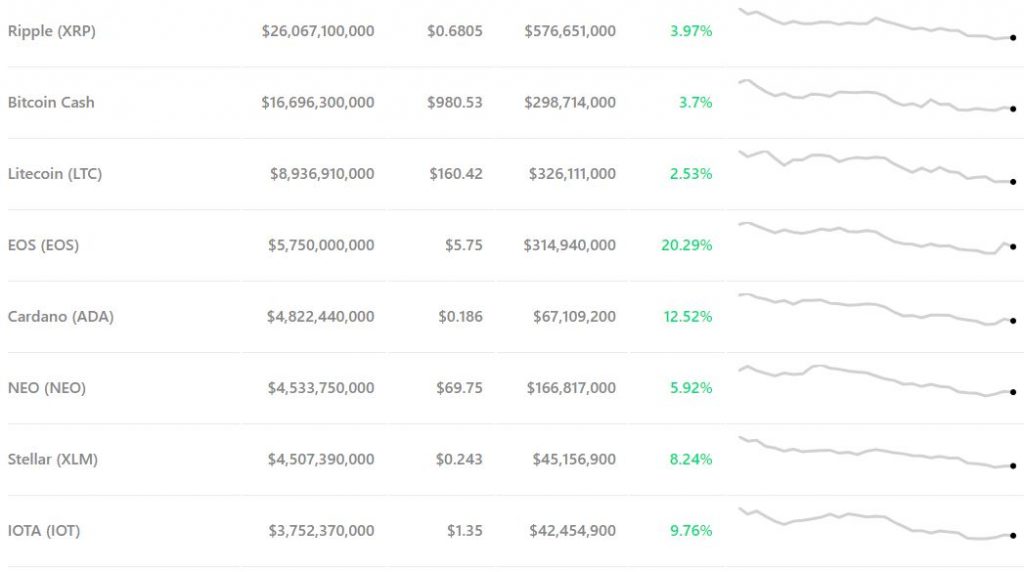 Ripple (XRP) $26,067,100,000 $0.6805 $576,651,000 3.97%
Bitcoin Cash $16,696,300,000 $980.53 $298,714,000 3.7%
Litecoin (LTC) $8,936,910,000 $160.42 $326,111,000 2.53%
EOS (EOS) $5,750,000,000 $5.75 $314,940,000 20.29%
Cardano (ADA) $4,822,440,000 $0.186 $67,109,200 12.52%
NEO (NEO) $4,533,750,000 $69.75 $166,817,000 5.92%
Stellar (XLM) $4,507,390,000 $0.243 $45,156,900 8.24%
IOTA (IOT) $3,752,370,000 $1.35 $42,454,900 9.76%